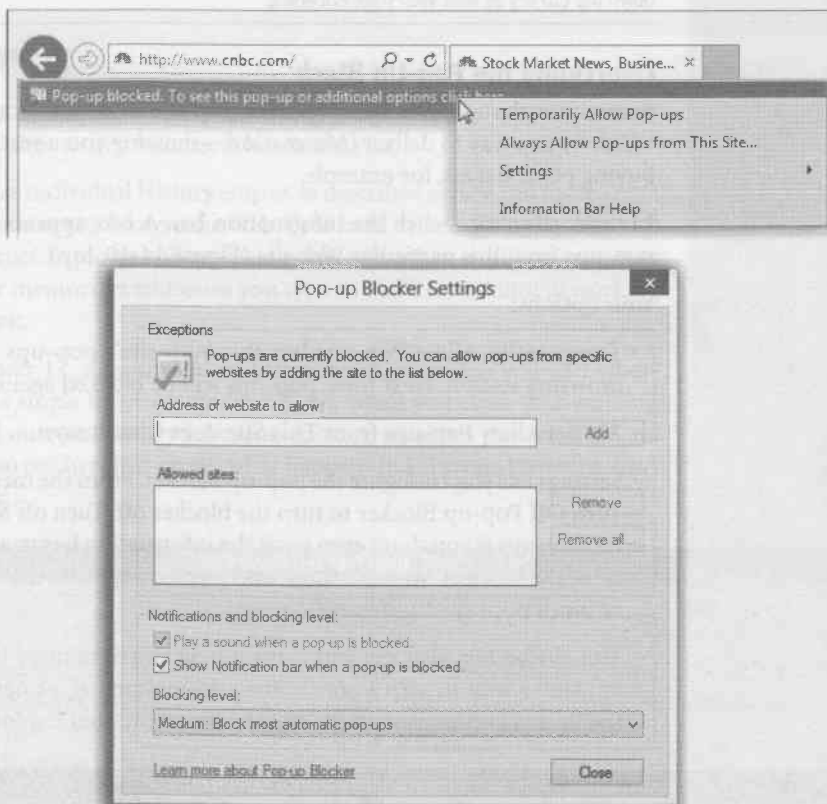 http://www.cnbc.com/
Stock Market News, Busine...
Pop-up blocked. To see this pop-up or additional options click here
Temporarily Allow Pop-ups
Always Allow Pop-ups from This Site...
Settings
Information Bar Help
Pop-up Blocker Settings
Exceptions
Pop-ups are currently blocked. You can allow pop-ups from specific
websites by adding the site to the list below.
Address of website to allow:
Add
Allowed sites:
Remove
Remove all...
Notifications and blocking level:
Play a sound when a pop-up is blocked.
Show Notification bar when a pop-up is blocked.
Blocking level:
Medium: Block most automatic pop-ups
Learn more about Pop-up Blocker
Close